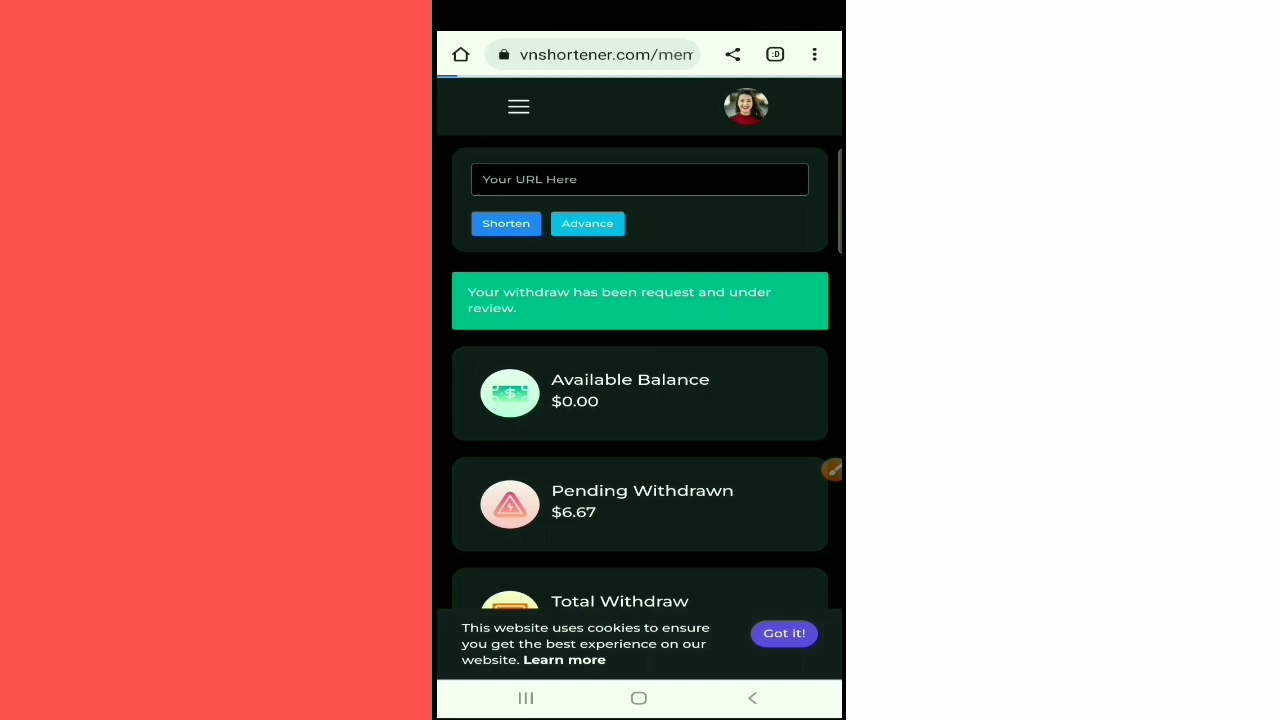 vnshortener.com/mem
:D
Your URL Here
Shorten
Advance
Your withdraw has been request and under
review.
$
Available Balance
$0.00
Pending Withdrawn
$6.67
Total Withdraw
This website uses cookies to ensure
you get the best experience on our
website. Learn more
Got it!